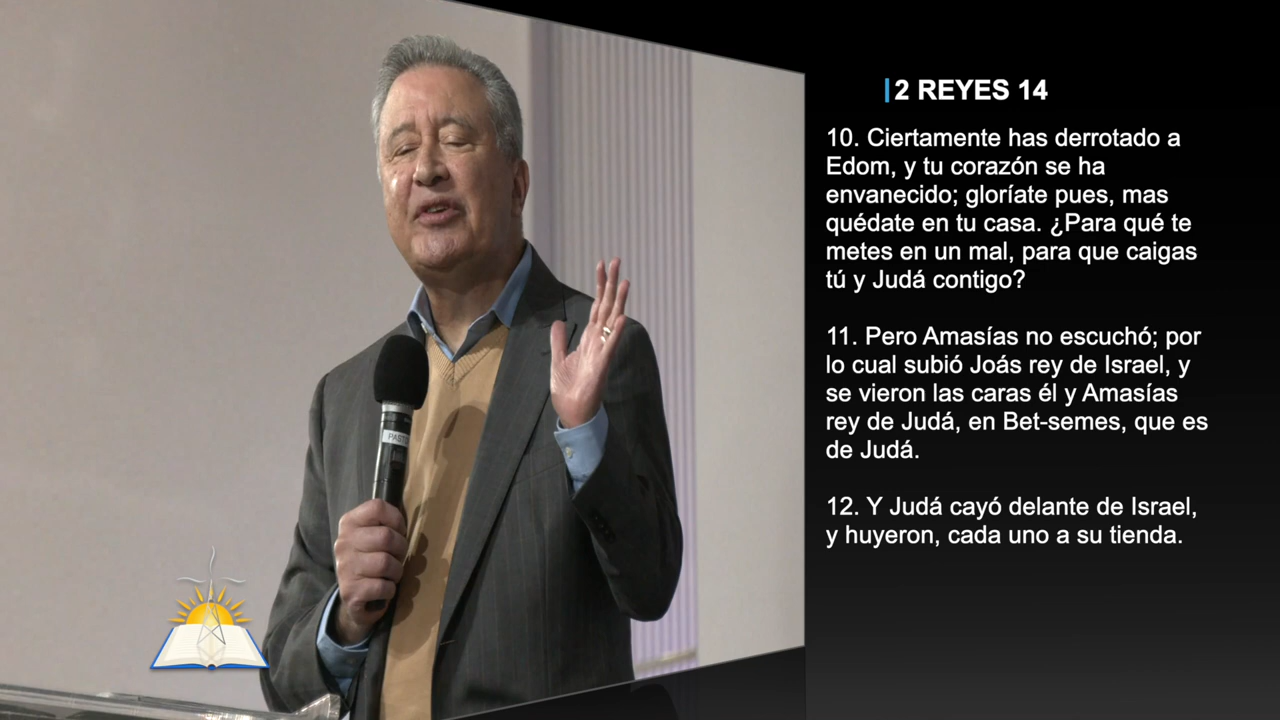 2 REYES 14
10. Ciertamente has derrotado a
Edom, y tu corazón se ha
envanecido; gloríate pues, mas
quédate en tu casa. ¿Para qué te
metes en un mal, para que caigas
tú y Judá contigo?
11. Pero Amasías no escuchó; por
lo cual subió Joás rey de Israel, y
se vieron las caras él y Amasías
rey de Judá, en Bet-semes, que es
de Judá.
12. Y Judá cayó delante de Israel,
y huyeron, cada uno a su tienda.